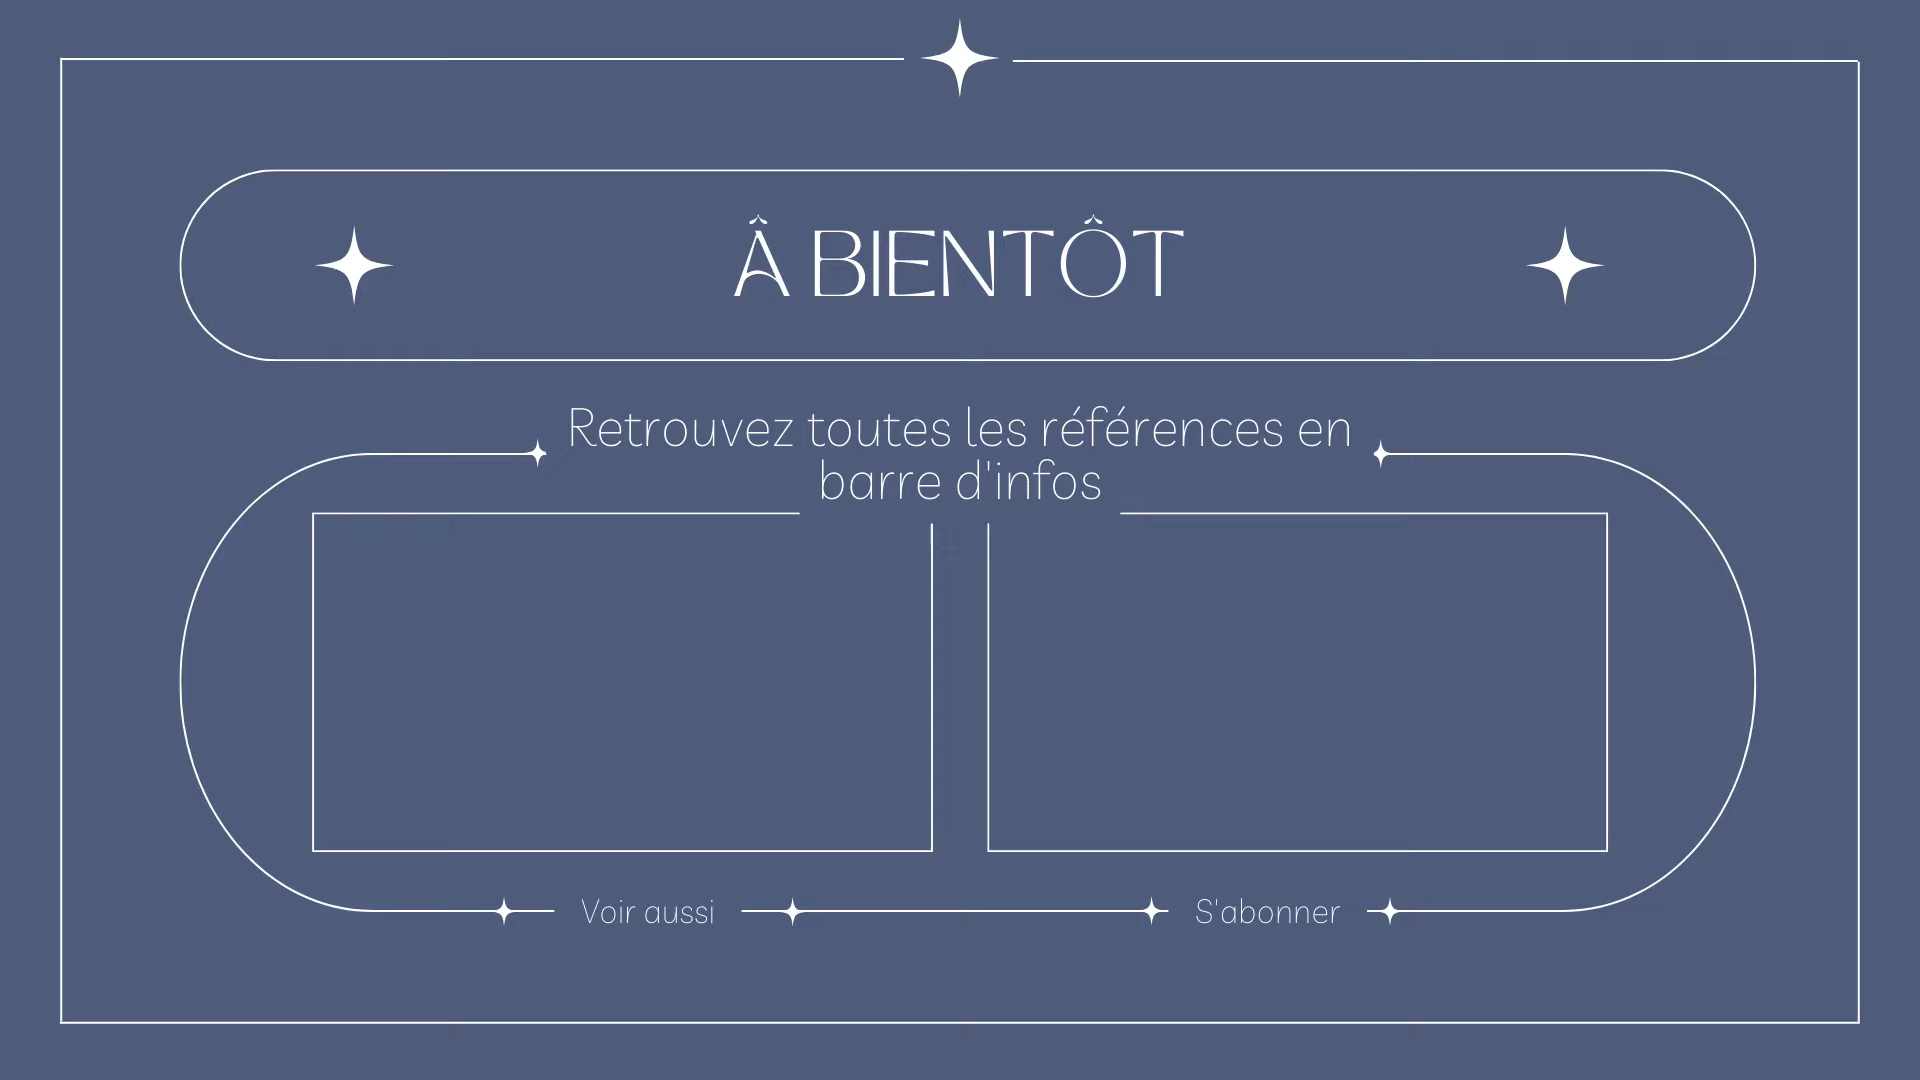 Â BIENTÔT
Retrouvez toutes les références en
barre d'infos
Voir aussi
S'abonner